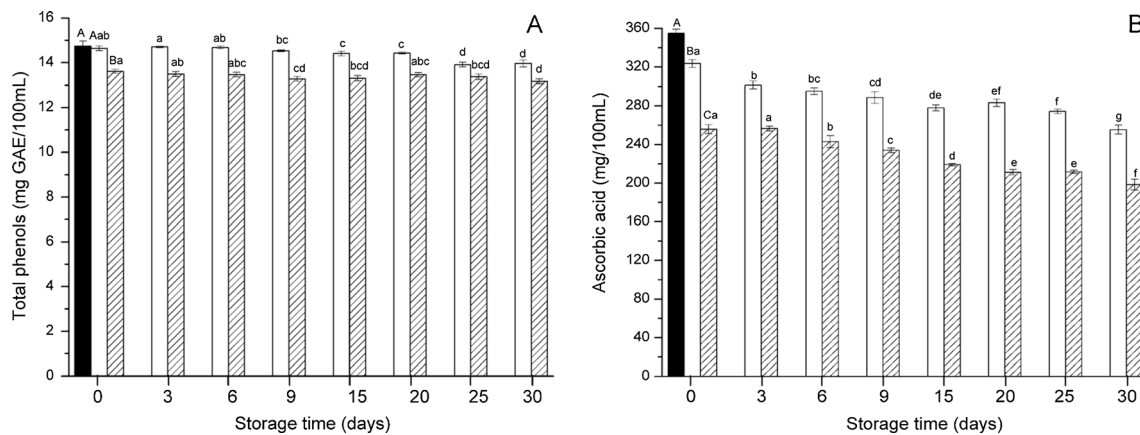 A
Total phenols (mg GAE/100mL)
16
14
12
10
8
6
4
2
0
A Aab a ab bc c c d d
Ba ab abc cd bcd abc bcd d
0 3 6 9 15 20 25 30
Storage time (days)
B
Ascorbic acid (mg/100mL)
360
320
280
240
200
160
120
80
40
0
A
Ba b bc cd de ef f g
Ca a b c d e e f
0 3 6 9 15 20 25 30
Storage time (days)